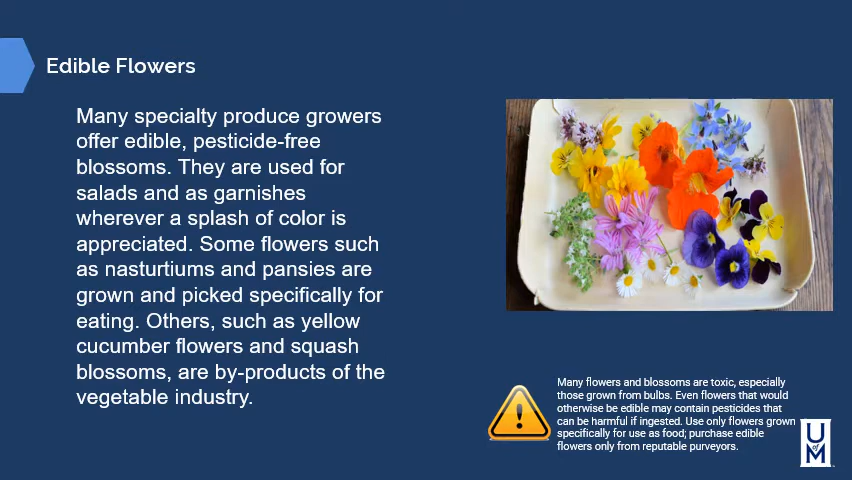 Edible Flowers
Many specialty produce growers
offer edible, pesticide-free
blossoms. They are used for
salads and as garnishes
wherever a splash of color is
appreciated. Some flowers such
as nasturtiums and pansies are
grown and picked specifically for
eating. Others, such as yellow
cucumber flowers and squash
blossoms, are by-products of the
vegetable industry.
Many flowers and blossoms are toxic, especially
those grown from bulbs. Even flowers that would
otherwise be edible may contain pesticides that
can be harmful if ingested. Use only flowers grown
specifically for use as food; purchase edible
flowers only from reputable purveyors.
U
of
M